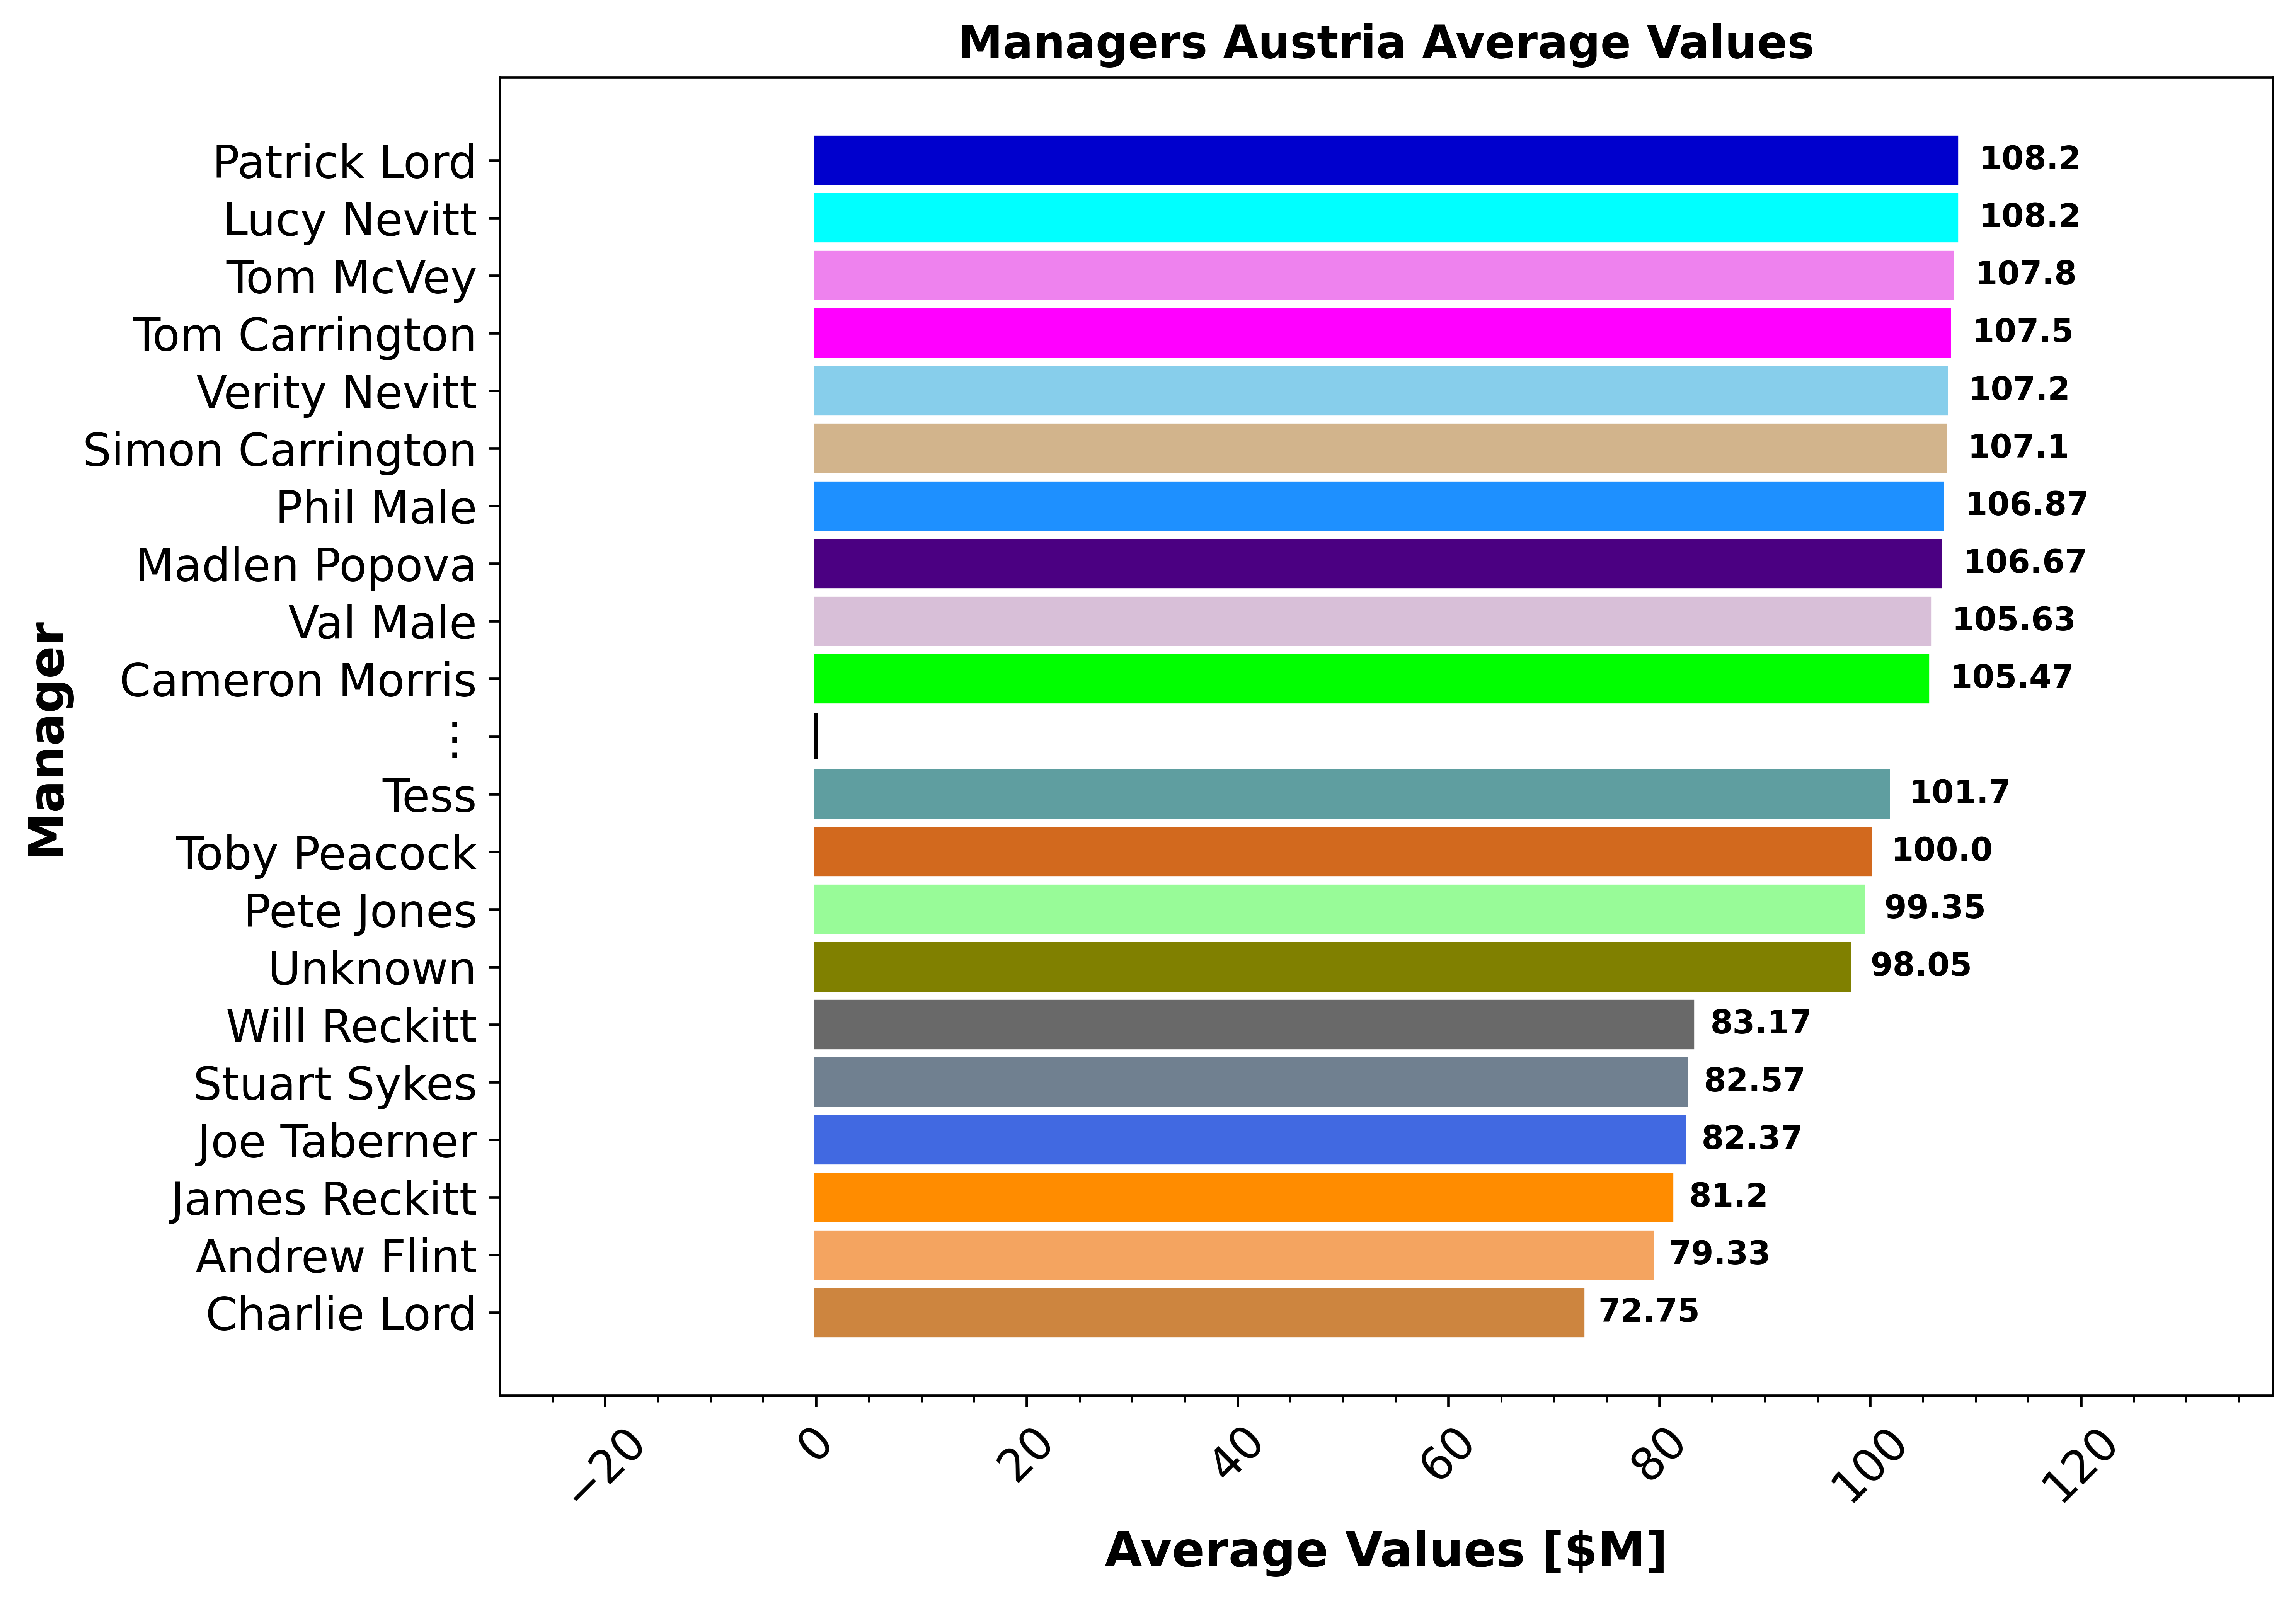 Managers Austria Average Values
Patrick Lord 108.2
Lucy Nevitt 108.2
Tom McVey 107.8
Tom Carrington 107.5
Verity Nevitt 107.2
Simon Carrington 107.1
Phil Male 106.87
Madlen Popova 106.67
Val Male 105.63
Cameron Morris 105.47
⋮
Tess 101.7
Toby Peacock 100.0
Pete Jones 99.35
Unknown 98.05
Will Reckitt 83.17
Stuart Sykes 82.57
Joe Taberner 82.37
James Reckitt 81.2
Andrew Flint 79.33
Charlie Lord 72.75
Manager
−20 0 20 40 60 80 100 120
Average Values [$M]